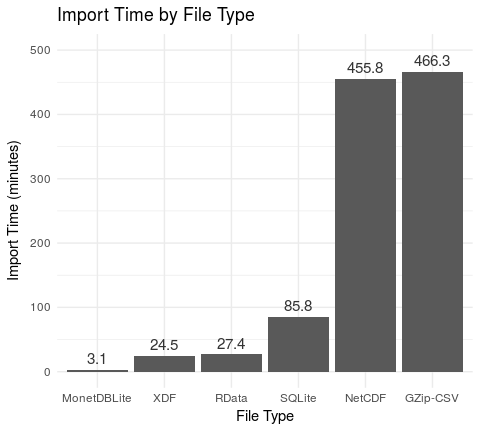 Import Time by File Type
Import Time (minutes)
500
400
300
200
100
0
3.1
24.5
27.4
85.8
455.8
466.3
MonetDBLite
XDF
RData
SQLite
NetCDF
GZip-CSV
File Type